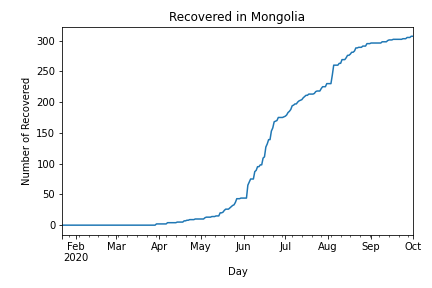 Recovered in Mongolia
Number of Recovered
300
250
200
150
100
50
0
Feb Mar Apr May Jun Jul Aug Sep Oct
2020
Day